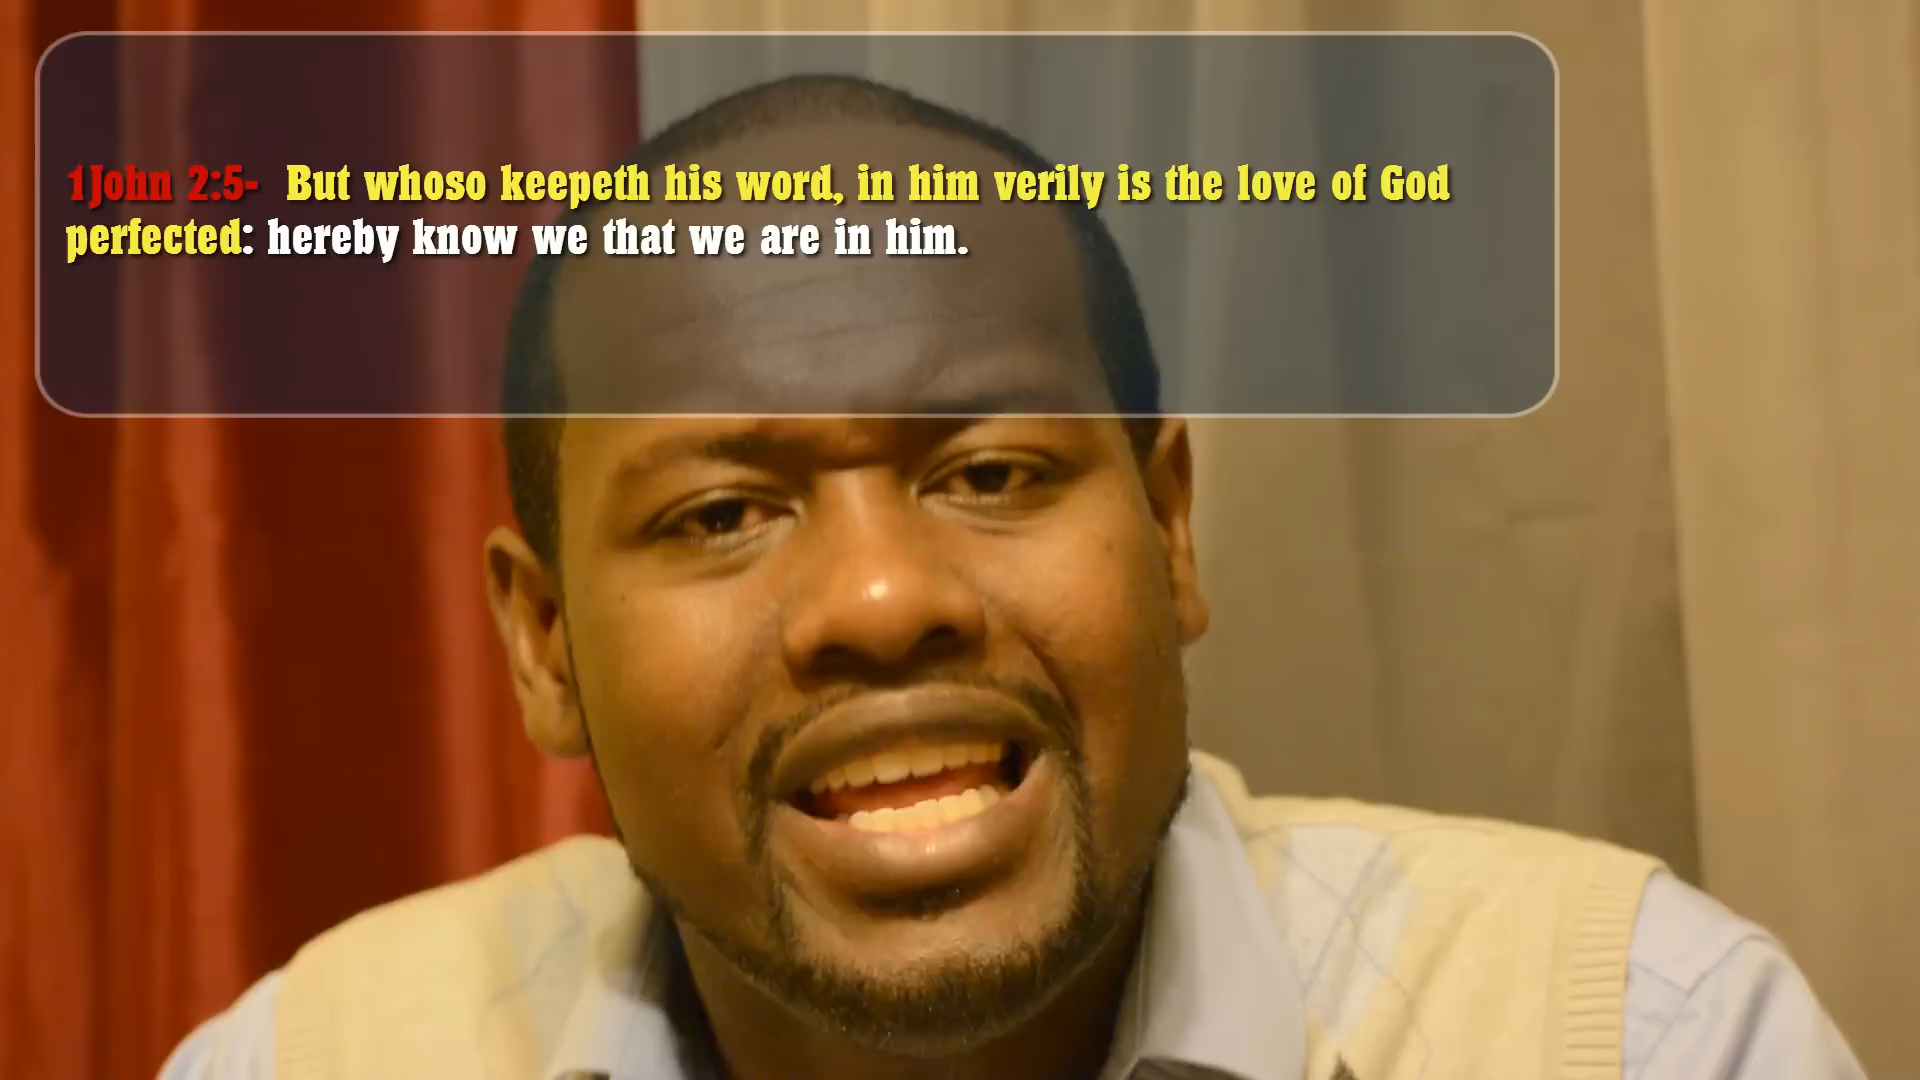 1John 2:5- But whoso keepeth his word, in him verily is the love of God
perfected: hereby know we that we are in him.